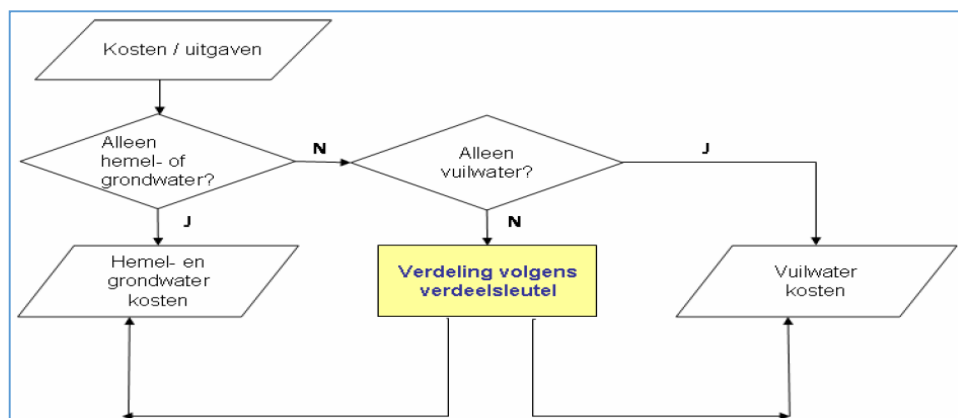 Kosten / uitgaven
Alleen
hemel- of
grondwater?
N
Alleen
vuilwater?
J
J
N
Hemel- en
grondwater
kosten
Verdeling volgens
verdeelsleutel
Vuilwater
kosten